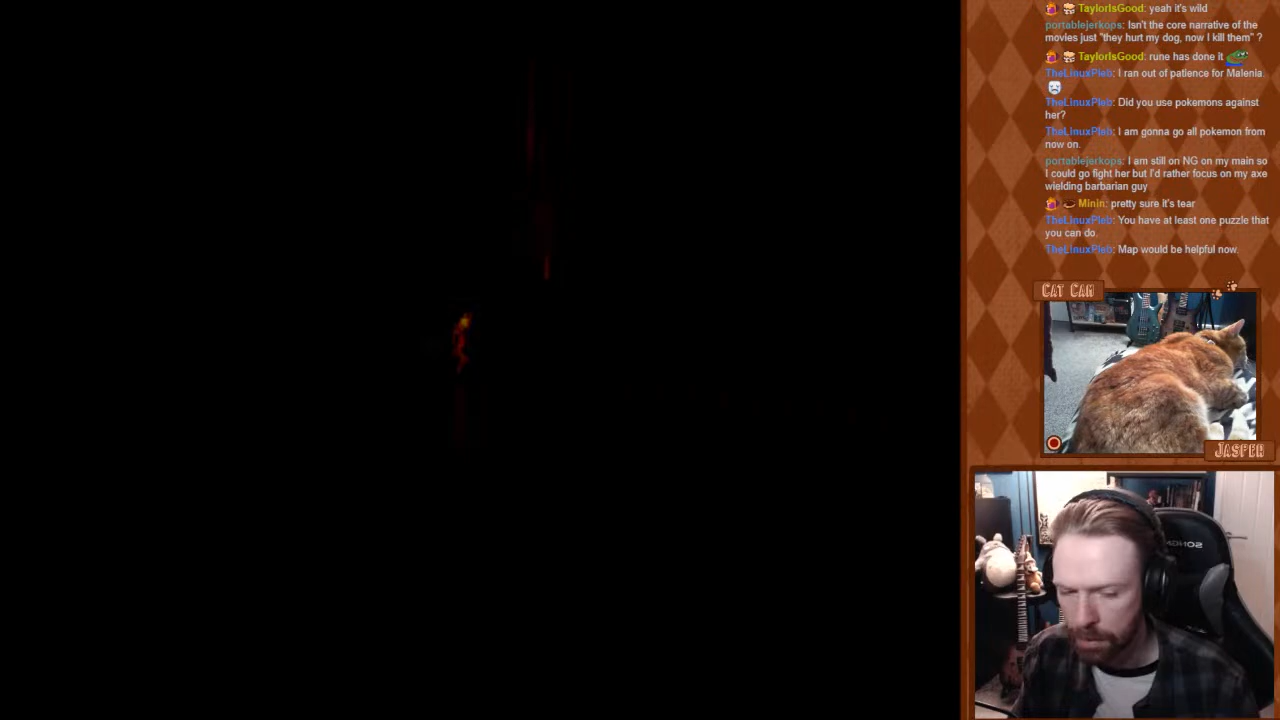 TaylorIsGood: yeah it's wild
portablejerkops: Isn't the core narrative of the
movies just "they hurt my dog, now I kill them" ?
TaylorIsGood: rune has done it
TheLinuxPleb: I ran out of patience for Malenia.
TheLinuxPleb: Did you use pokemons against
her?
TheLinuxPleb: I am gonna go all pokemon from
now on.
portablejerkops: I am still on NG on my main so
I could go fight her but I'd rather focus on my axe
wielding barbarian guy
Minin: pretty sure it's tear
TheLinuxPleb: You have at least one puzzle that
you can do.
TheLinuxPleb: Map would be helpful now.
CAT CAM
JASPER